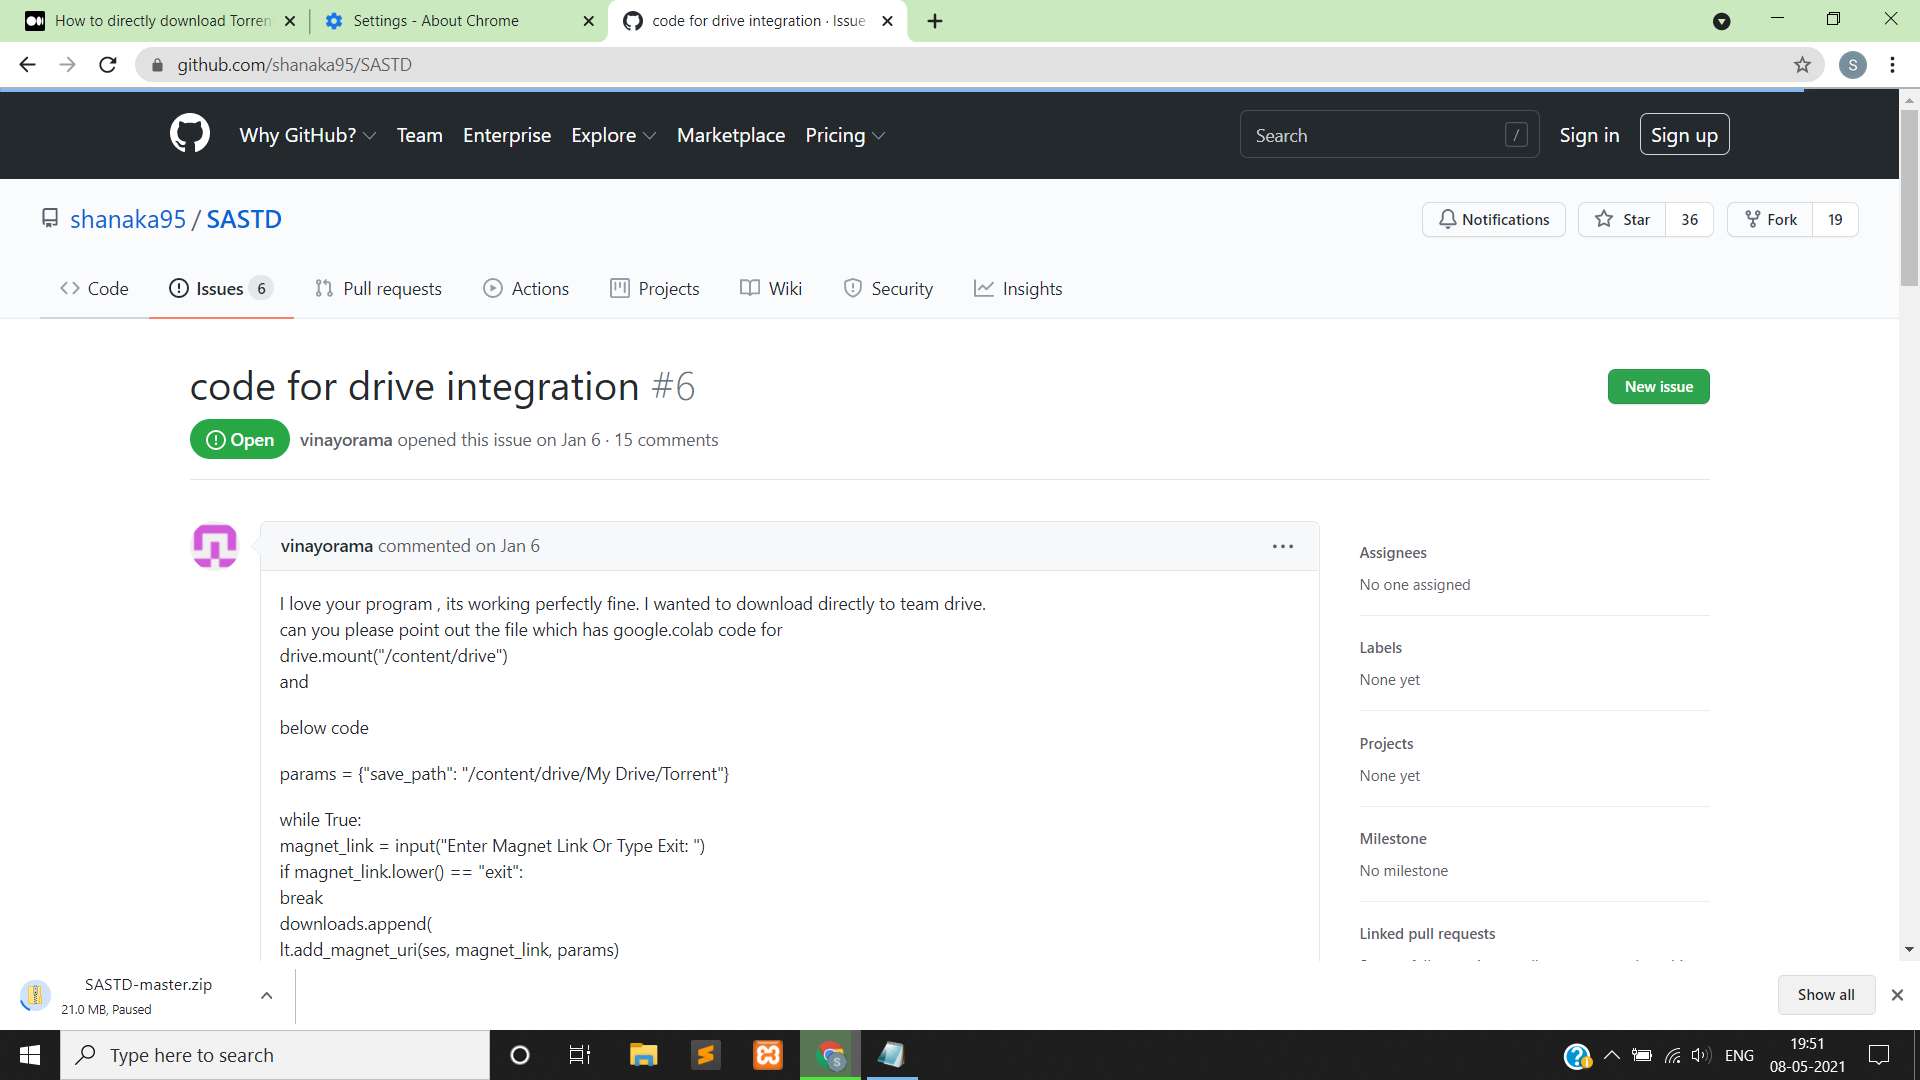 How to directly download Torren
Settings - About Chrome
code for drive integration · Issue
S
github.com/shanaka95/SASTD
Why GitHub?
Team
Enterprise
Explore
Marketplace
Pricing
Search
/
Sign in
Sign up
shanaka95 / SASTD
Notifications
Star
36
Fork
19
Code
Issues 6
Pull requests
Actions
Projects
Wiki
Security
Insights
code for drive integration #6
New issue
Open
vinayorama opened this issue on Jan 6 · 15 comments
vinayorama commented on Jan 6
I love your program , its working perfectly fine. I wanted to download directly to team drive.
can you please point out the file which has google.colab code for
drive.mount("/content/drive")
and
below code
params = {"save_path": "/content/drive/My Drive/Torrent"}
while True:
magnet_link = input("Enter Magnet Link Or Type Exit: ")
if magnet_link.lower() == "exit":
break
downloads.append(
lt.add_magnet_uri(ses, magnet_link, params)
Assignees
No one assigned
Labels
None yet
Projects
None yet
Milestone
No milestone
Linked pull requests
SASTD-master.zip
21.0 MB, Paused
Show all
Type here to search
ENG
19:51
08-05-2021